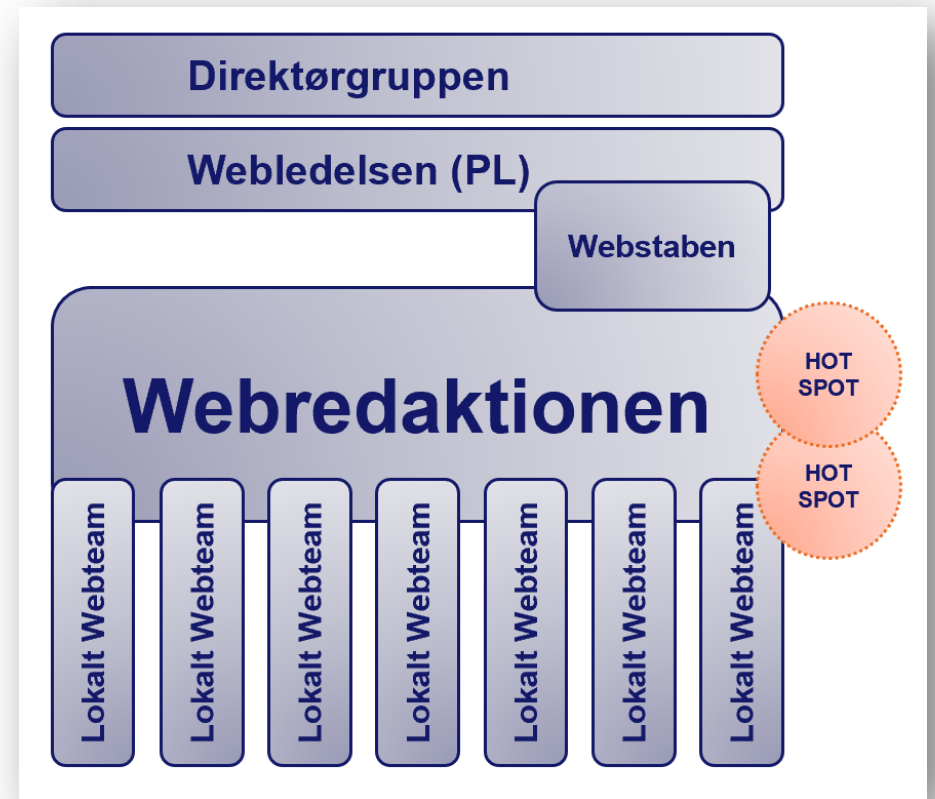 Direktørgruppen
Webledelsen (PL)
Webstaben
Webredaktionen
HOT
SPOT
HOT
SPOT
Lokalt Webteam
Lokalt Webteam
Lokalt Webteam
Lokalt Webteam
Lokalt Webteam
Lokalt Webteam
Lokalt Webteam